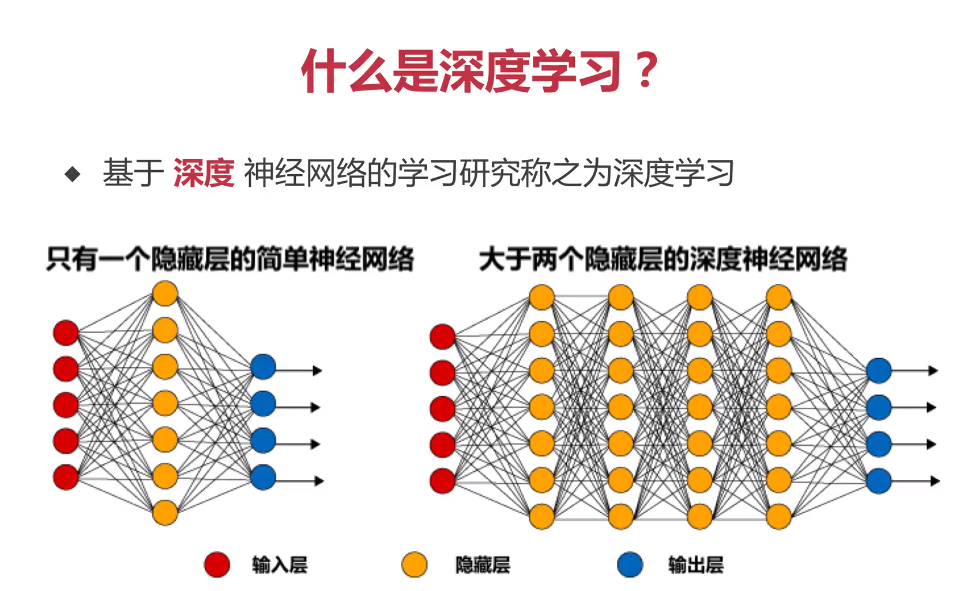 什么是深度学习？
◆ 基于 深度 神经网络的学习研究称之为深度学习
只有一个隐藏层的简单神经网络
大于两个隐藏层的深度神经网络
输入层
隐藏层
输出层